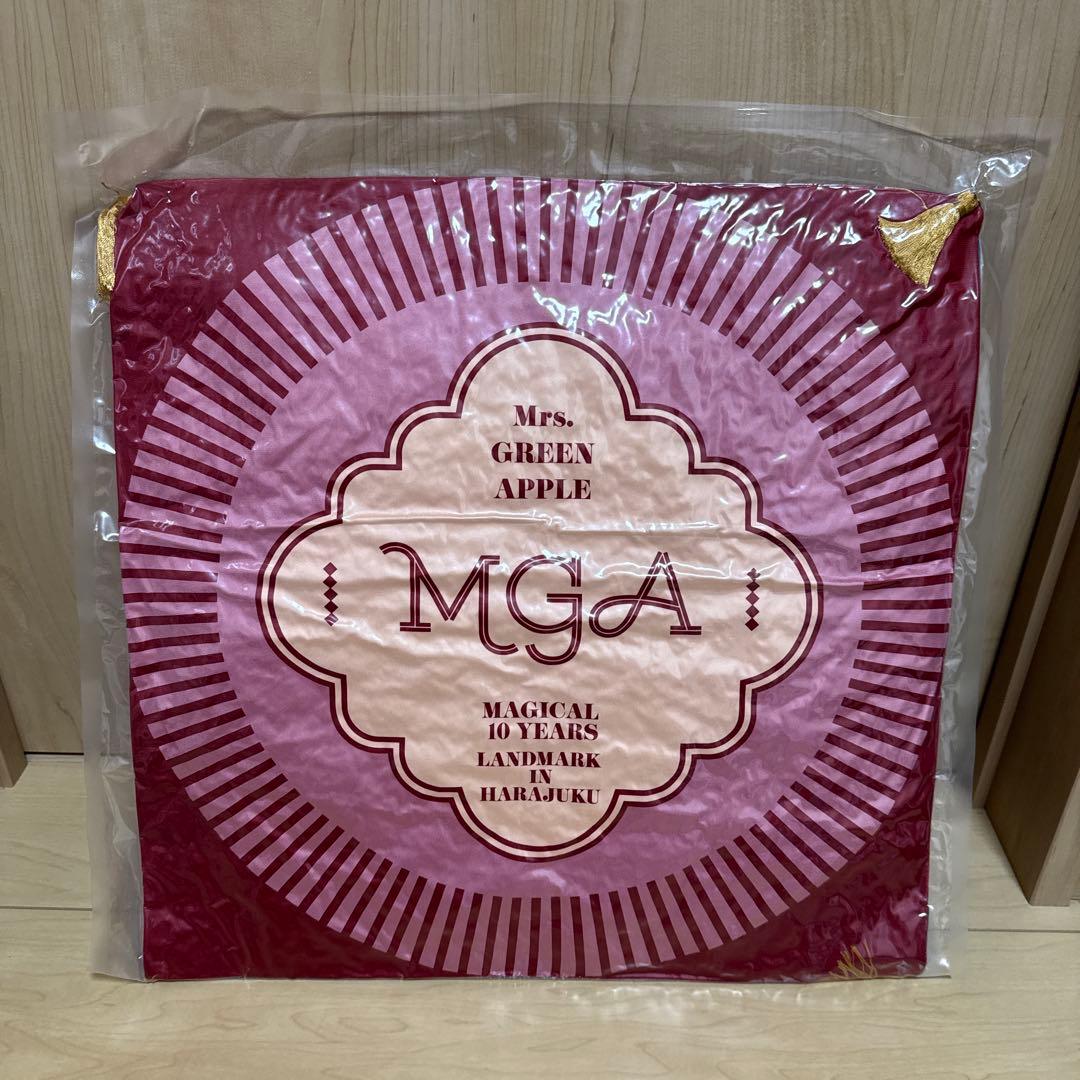 Mrs.
GREEN
APPLE
MGA
MAGICAL
10 YEARS
LANDMARK
IN
HARAJUKU